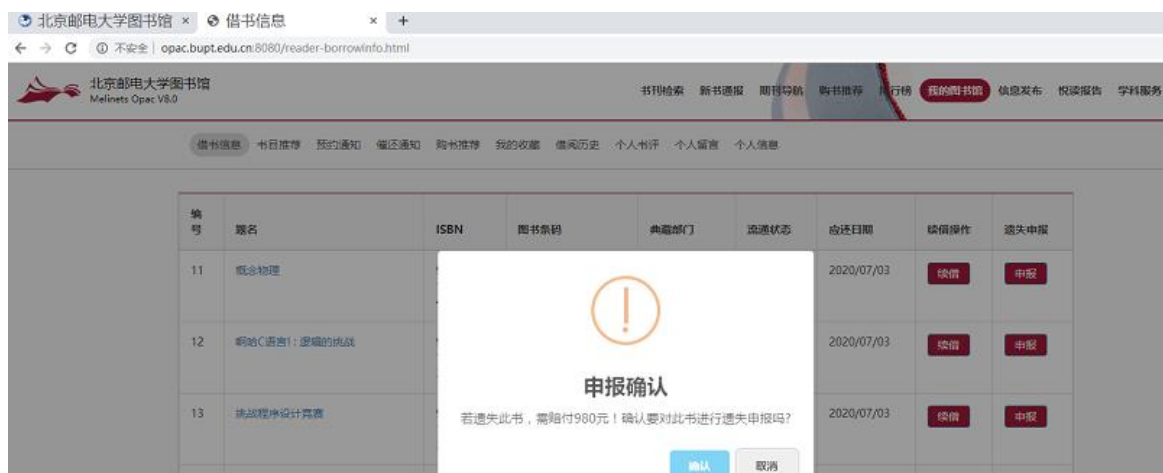 北京邮电大学图书馆 × 借书信息 × +
不安全 | opac.bupt.edu.cn:8080/reader-borrowinfo.html
北京邮电大学图书馆
Melinets Opac V8.0
书刊检索 新书通报 期刊导航 购书推荐 行榜 我的图书馆 信息发布 悦读报告 学科服务
借书信息 书目推荐 预约通知 催还通知 购书推荐 我的收藏 借阅历史 个人书评 个人留言 个人信息
编号 题名 ISBN 图书条码 典藏部门 流通状态 应还日期 续借操作 遗失申报
11 概念物理 2020/07/03 续借 申报
12 啊哈C语言!:逻辑的挑战 2020/07/03 续借 申报
13 挑战程序设计竞赛 2020/07/03 续借 申报
申报确认
若遗失此书,需赔付980元!确认要对此书进行遗失申报吗?
确认 取消